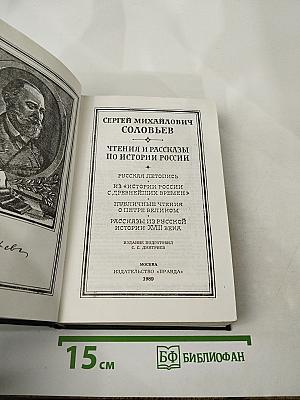 СЕРГЕЙ МИХАЙЛОВИЧ
СОЛОВЬЕВ
ЧТЕНИЯ И РАССКАЗЫ
ПО ИСТОРИИ РОССИИ
РУССКАЯ ЛЕТОПИСЬ
ИЗ «ИСТОРИИ РОССИИ
С ДРЕВНЕЙШИХ ВРЕМЕН»
ПУБЛИЧНЫЕ ЧТЕНИЯ
О ПЕТРЕ ВЕЛИКОМ
РАССКАЗЫ ИЗ РУССКОЙ
ИСТОРИИ XVIII ВЕКА
ИЗДАНИЕ ПОДГОТОВИЛ
С. С. ДМИТРИЕВ
МОСКВА
ИЗДАТЕЛЬСТВО «ПРАВДА»
1989
15 см
БФ БИБЛИОФАН